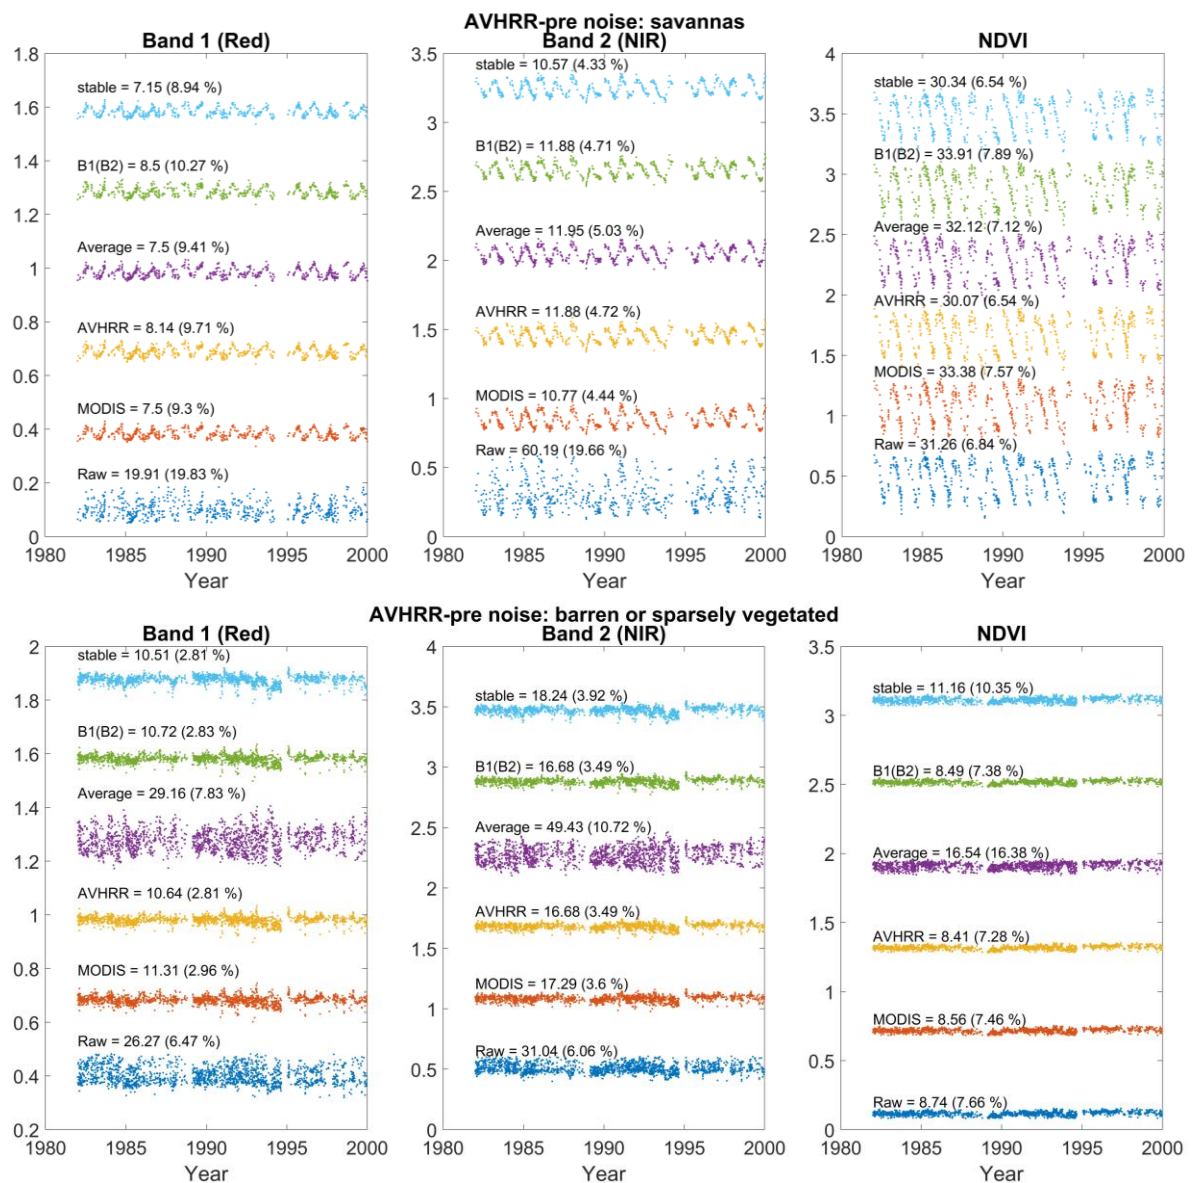 AVHRR-pre noise: savannas
Band 1 (Red)
1.8
1.6
1.4
1.2
1
0.8
0.6
0.4
0.2
0
stable = 7.15 (8.94 %)
B1(B2) = 8.5 (10.27 %)
Average = 7.5 (9.41 %)
AVHRR = 8.14 (9.71 %)
MODIS = 7.5 (9.3 %)
Raw = 19.91 (19.83 %)
1980 1985 1990 1995 2000
Year
Band 2 (NIR)
3.5
3
2.5
2
1.5
1
0.5
0
stable = 10.57 (4.33 %)
B1(B2) = 11.88 (4.71 %)
Average = 11.95 (5.03 %)
AVHRR = 11.88 (4.72 %)
MODIS = 10.77 (4.44 %)
Raw = 60.19 (19.66 %)
1980 1985 1990 1995 2000
Year
NDVI
4
3.5
3
2.5
2
1.5
1
0.5
0
stable = 30.34 (6.54 %)
B1(B2) = 33.91 (7.89 %)
Average = 32.12 (7.12 %)
AVHRR = 30.07 (6.54 %)
MODIS = 33.38 (7.57 %)
Raw = 31.26 (6.84 %)
1980 1985 1990 1995 2000
Year
AVHRR-pre noise: barren or sparsely vegetated
Band 1 (Red)
2
1.8
1.6
1.4
1.2
1
0.8
0.6
0.4
0.2
stable = 10.51 (2.81 %)
B1(B2) = 10.72 (2.83 %)
Average = 29.16 (7.83 %)
AVHRR = 10.64 (2.81 %)
MODIS = 11.31 (2.96 %)
Raw = 26.27 (6.47 %)
1980 1985 1990 1995 2000
Year
Band 2 (NIR)
4
3.5
3
2.5
2
1.5
1
0.5
0
stable = 18.24 (3.92 %)
B1(B2) = 16.68 (3.49 %)
Average = 49.43 (10.72 %)
AVHRR = 16.68 (3.49 %)
MODIS = 17.29 (3.6 %)
Raw = 31.04 (6.06 %)
1980 1985 1990 1995 2000
Year
NDVI
3.5
3
2.5
2
1.5
1
0.5
0
stable = 11.16 (10.35 %)
B1(B2) = 8.49 (7.38 %)
Average = 16.54 (16.38 %)
AVHRR = 8.41 (7.28 %)
MODIS = 8.56 (7.46 %)
Raw = 8.74 (7.66 %)
1980 1985 1990 1995 2000
Year